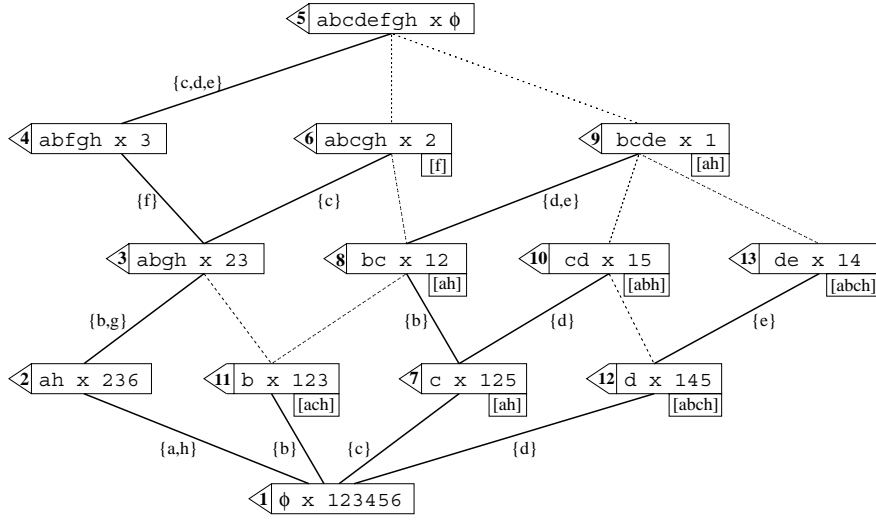 5 abcdefgh x ϕ
{c,d,e}
4 abfgh x 3
6 abcgh x 2
[f]
9 bcde x 1
[ah]
{f}
{c}
{d,e}
3 abgh x 23
8 bc x 12
[ah]
10 cd x 15
[abh]
13 de x 14
[abch]
{b,g}
{b}
{d}
{e}
2 ah x 236
11 b x 123
[ach]
7 c x 125
[ah]
12 d x 145
[abch]
{a,h}
{b}
{c}
{d}
1 ϕ x 123456